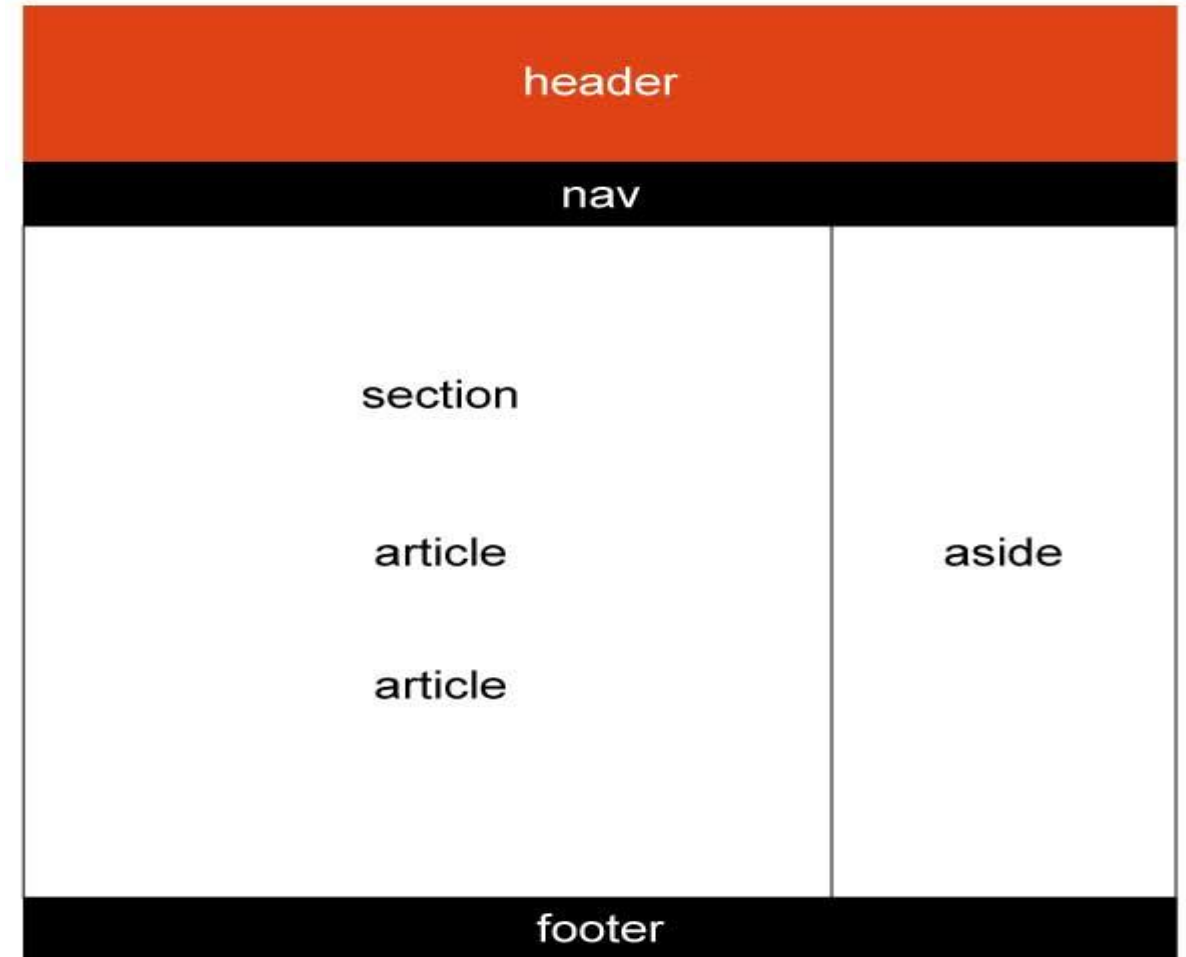 header
nav
section
article
article
aside
footer